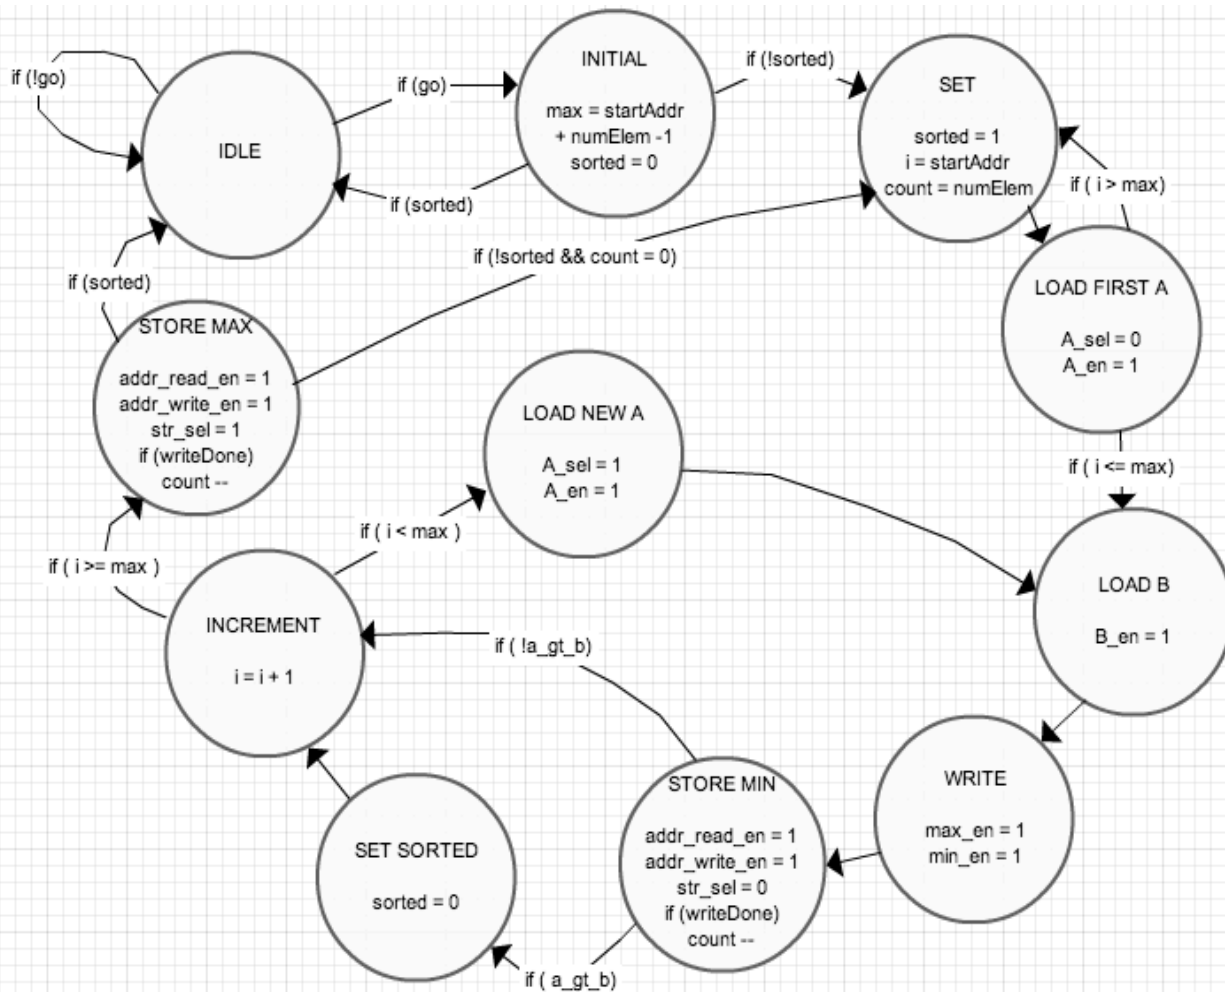 if (!go)
IDLE
if (go)
INITIAL
max = startAddr
+ numElem -1
sorted = 0
if (!sorted)
SET
sorted = 1
i = startAddr
count = numElem
if ( i > max)
if (sorted)
if (!sorted && count = 0)
LOAD FIRST A
A_sel = 0
A_en = 1
if (sorted)
STORE MAX
addr_read_en = 1
addr_write_en = 1
str_sel = 1
if (writeDone)
count --
LOAD NEW A
A_sel = 1
A_en = 1
if ( i <= max)
if ( i < max )
if ( i >= max )
LOAD B
B_en = 1
INCREMENT
i = i + 1
if ( !a_gt_b)
WRITE
max_en = 1
min_en = 1
STORE MIN
addr_read_en = 1
addr_write_en = 1
str_sel = 0
if (writeDone)
count --
SET SORTED
sorted = 0
if ( a_gt_b)